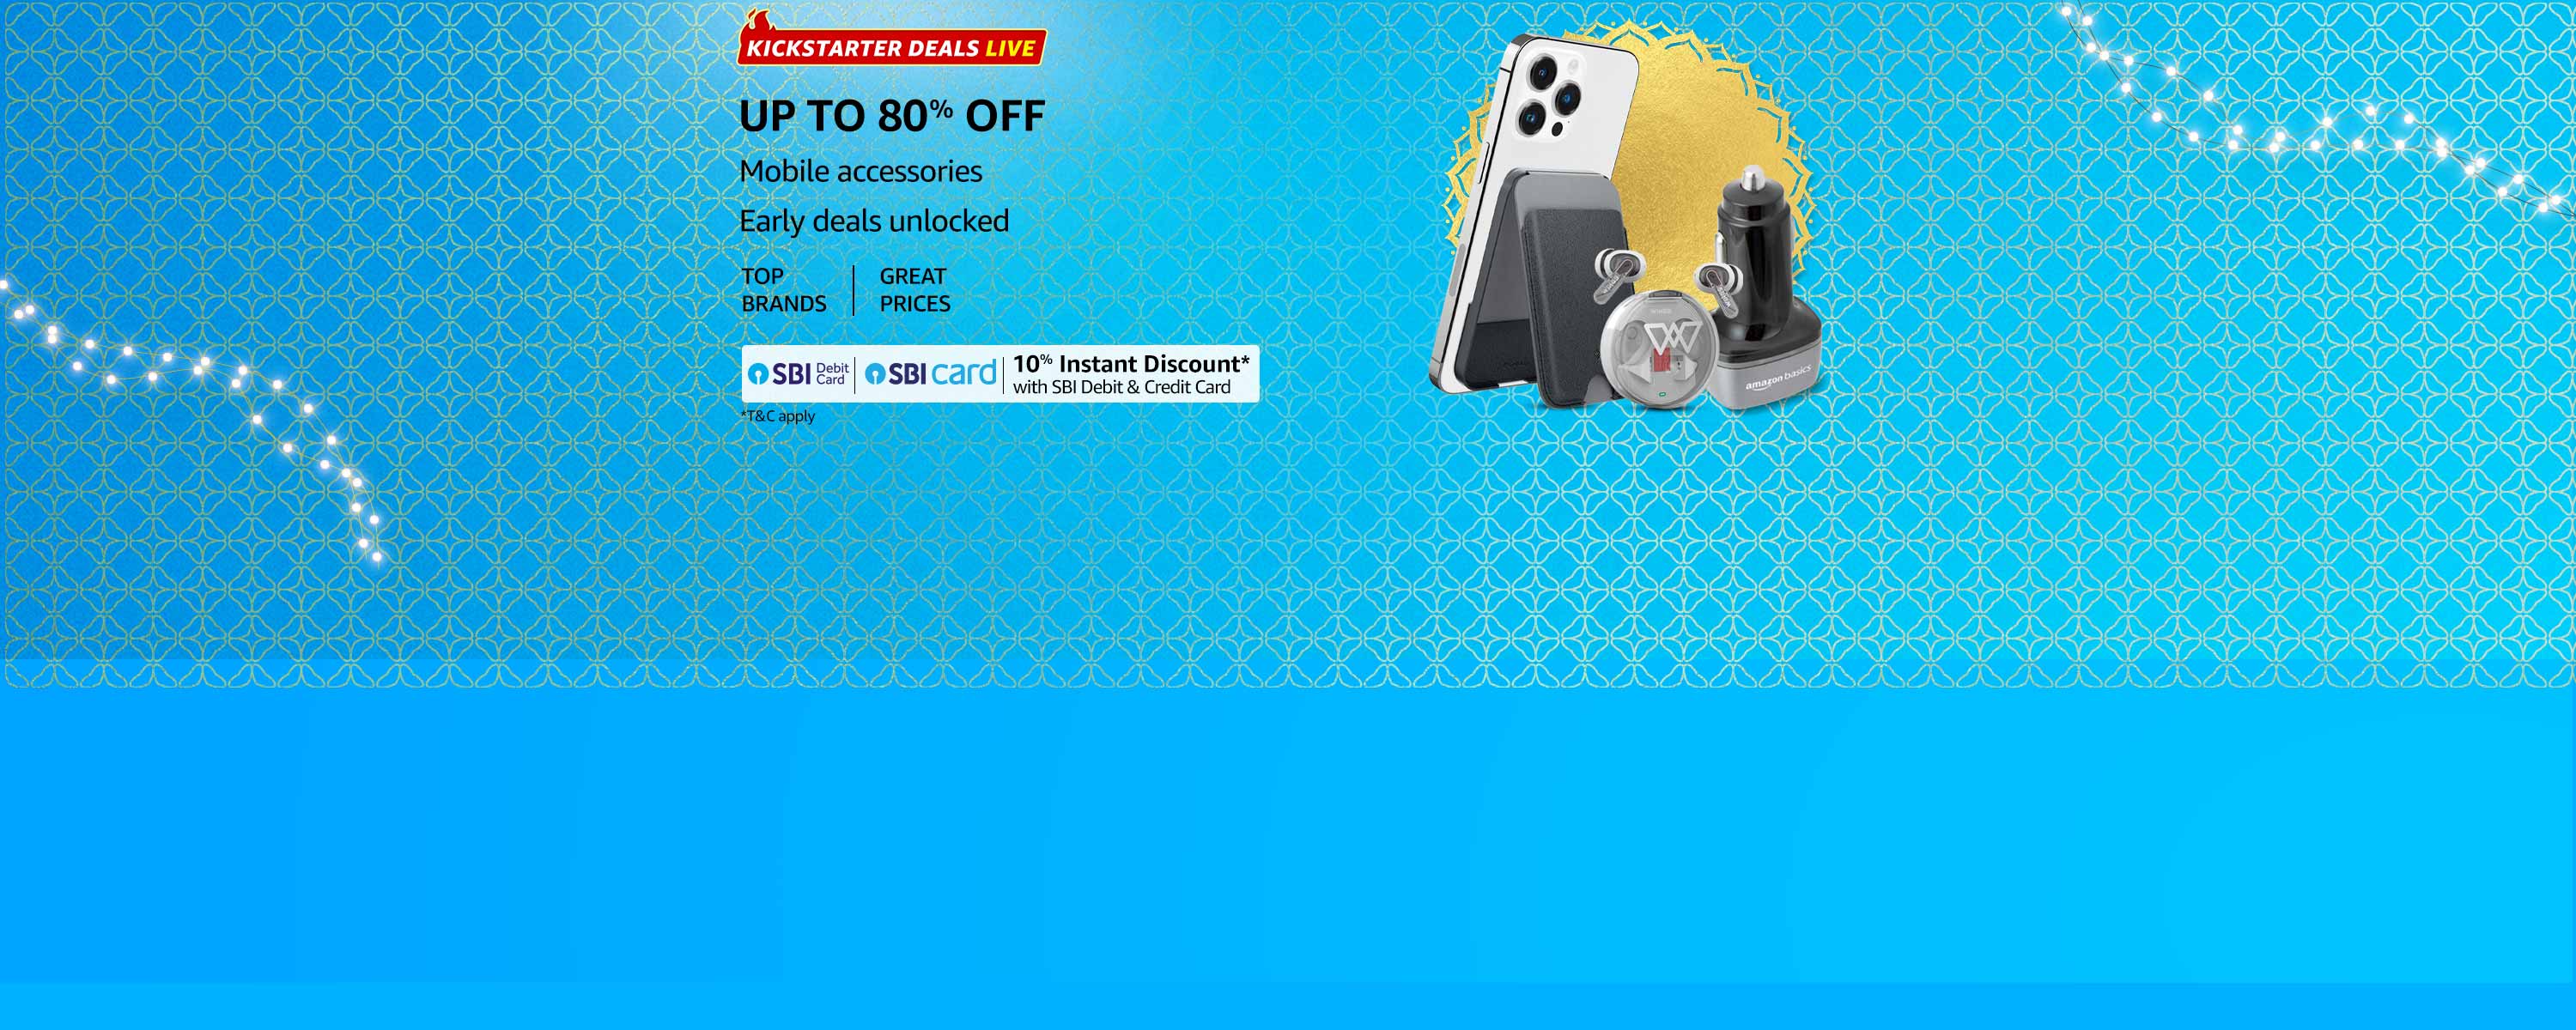 KICKSTARTER DEALS LIVE
UP TO 80% OFF
Mobile accessories
Early deals unlocked
TOP BRANDS
GREAT PRICES
SBI Debit Card
SBI card
10% Instant Discount*
with SBI Debit & Credit Card
*T&C apply
amazon basics